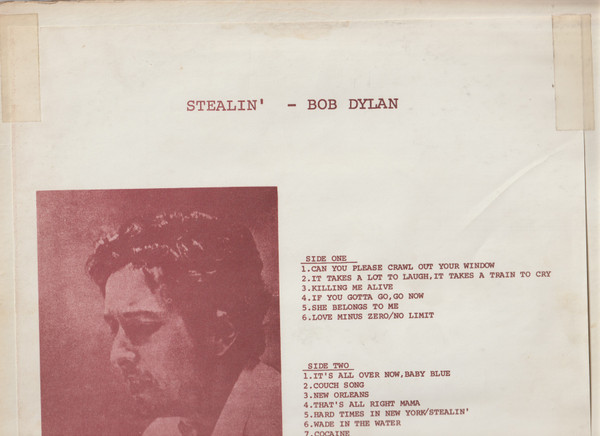 STEALIN' - BOB DYLAN
SIDE ONE
1.CAN YOU PLEASE CRAWL OUT YOUR WINDOW
2.IT TAKES A LOT TO LAUGH,IT TAKES A TRAIN TO CRY
3.KILLING ME ALIVE
4.IF YOU GOTTA GO,GO NOW
5.SHE BELONGS TO ME
6.LOVE MINUS ZERO/NO LIMIT
SIDE TWO
1.IT'S ALL OVER NOW,BABY BLUE
2.COUCH SONG
3.NEW ORLEANS
4.THAT'S ALL RIGHT MAMA
5.HARD TIMES IN NEW YORK/STEALIN'
6.WADE IN THE WATER
7.COCAINE